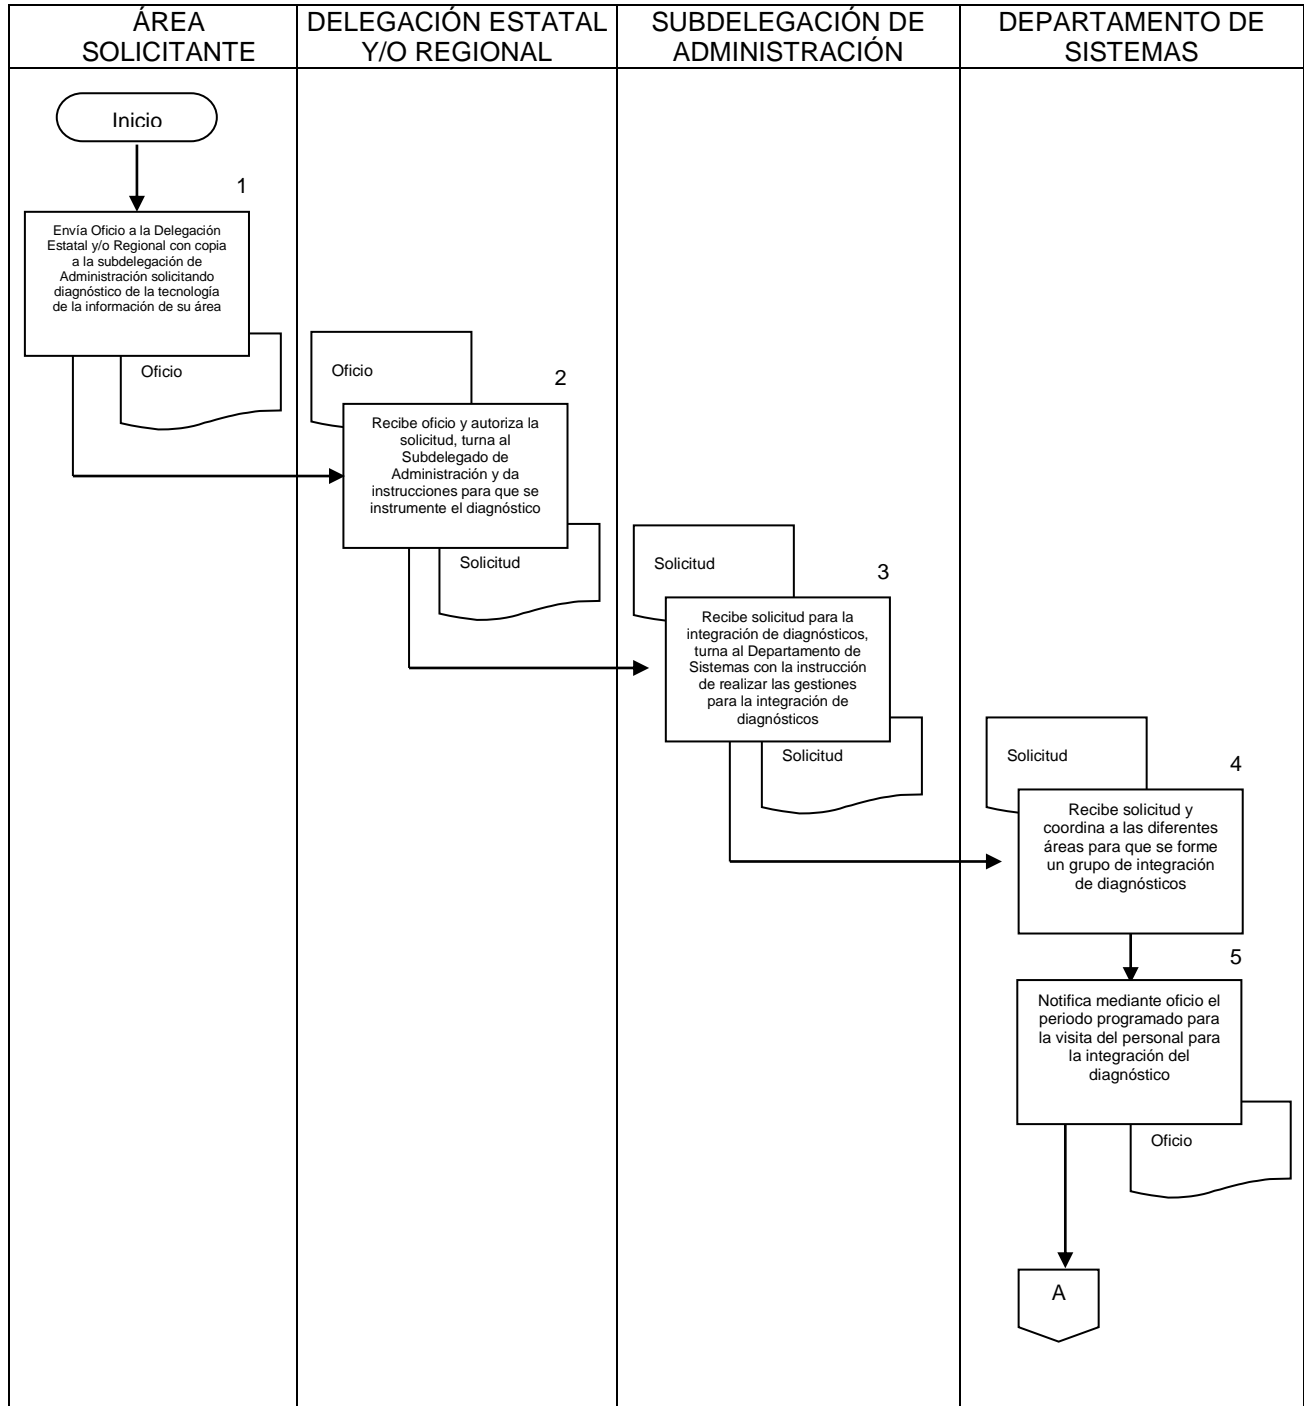 ÁREA
SOLICITANTE
DELEGACIÓN ESTATAL
Y/O REGIONAL
SUBDELEGACIÓN DE
ADMINISTRACIÓN
DEPARTAMENTO DE
SISTEMAS
Inicio
1
Envía Oficio a la Delegación
Estatal y/o Regional con copia
a la subdelegación de
Administración solicitando
diagnóstico de la tecnología
de la información de su área
Oficio
Oficio
2
Recibe oficio y autoriza la
solicitud, turna al
Subdelegado de
Administración y da
instrucciones para que se
instrumente el diagnóstico
Solicitud
Solicitud
3
Recibe solicitud para la
integración de diagnósticos,
turna al Departamento de
Sistemas con la instrucción
de realizar las gestiones
para la integración de
diagnósticos
Solicitud
Solicitud
4
Recibe solicitud y
coordina a las diferentes
áreas para que se forme
un grupo de integración
de diagnósticos
5
Notifica mediante oficio el
periodo programado para
la visita del personal para
la integración del
diagnóstico
Oficio
A